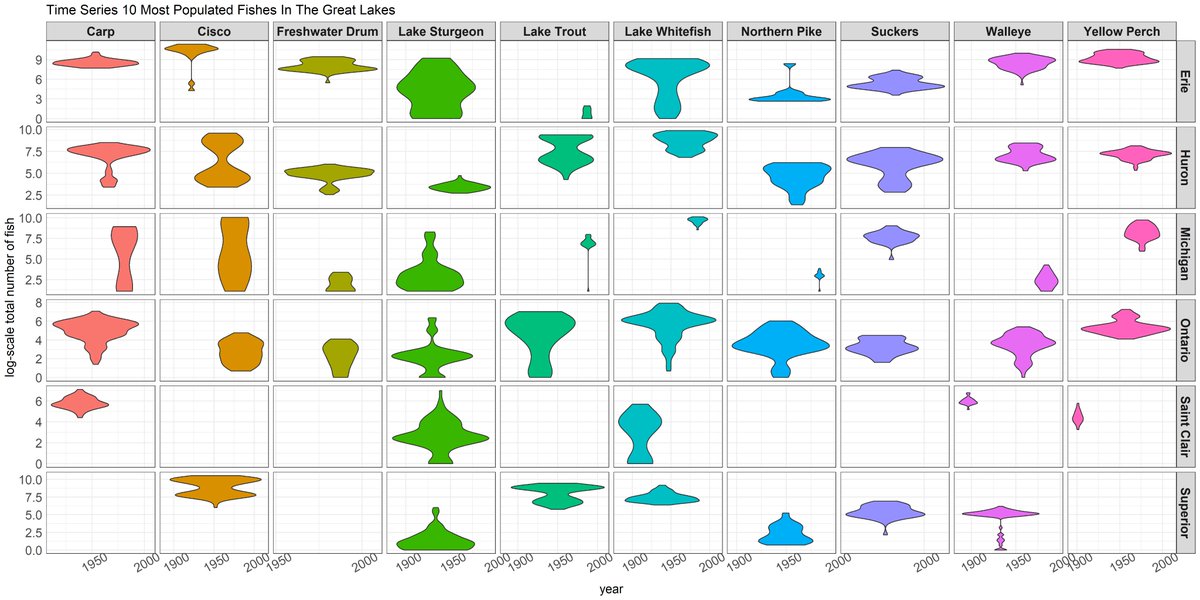 Time Series 10 Most Populated Fishes In The Great Lakes
Carp Cisco Freshwater Drum Lake Sturgeon Lake Trout Lake Whitefish Northern Pike Suckers Walleye Yellow Perch
9
6
3
0
Erie
10.0
7.5
5.0
2.5
Huron
10.0
7.5
5.0
2.5
Michigan
8
6
4
2
0
Ontario
6
4
2
0
Saint Clair
10.0
7.5
5.0
2.5
0.0
Superior
log-scale total number of fish
1950 2000 1900 1950 2000 1950 2000 1900 1950 2000 1900 1950 2000 1900 1950 2000 1900 1950 2000 2000 1900 1950 2000 1900 1950 2000
year